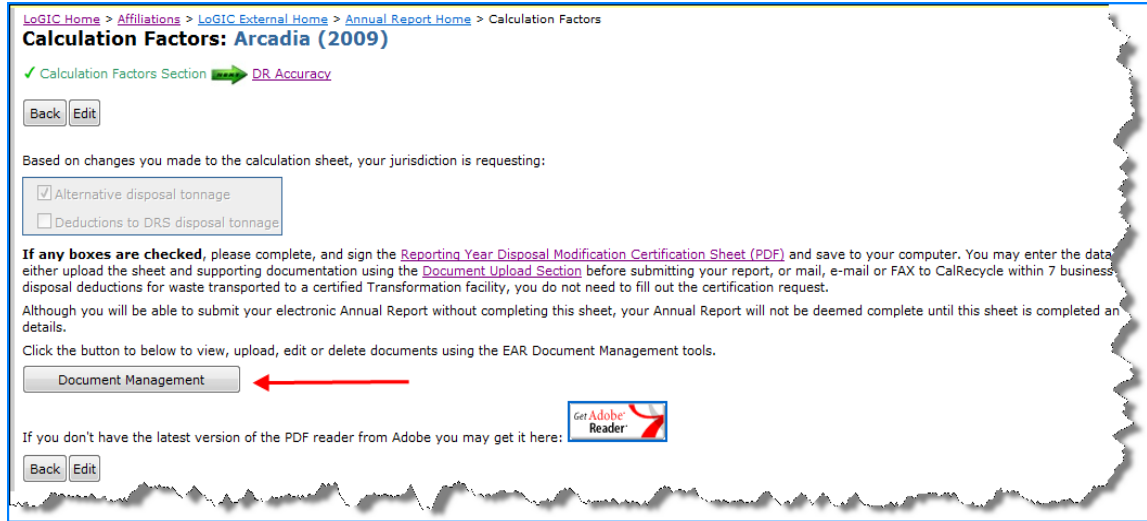 LoGIC Home > Affiliations > LoGIC External Home > Annual Report Home > Calculation Factors
Calculation Factors: Arcadia (2009)
✓ Calculation Factors Section NEXT DR Accuracy
Back Edit
Based on changes you made to the calculation sheet, your jurisdiction is requesting:
Alternative disposal tonnage
Deductions to DRS disposal tonnage
If any boxes are checked, please complete, and sign the Reporting Year Disposal Modification Certification Sheet (PDF) and save to your computer. You may enter the data
either upload the sheet and supporting documentation using the Document Upload Section before submitting your report, or mail, e-mail or FAX to CalRecycle within 7 business
disposal deductions for waste transported to a certified Transformation facility, you do not need to fill out the certification request.
Although you will be able to submit your electronic Annual Report without completing this sheet, your Annual Report will not be deemed complete until this sheet is completed an
details.
Click the button to below to view, upload, edit or delete documents using the EAR Document Management tools.
Document Management
Get Adobe
Reader
If you don't have the latest version of the PDF reader from Adobe you may get it here:
Back Edit